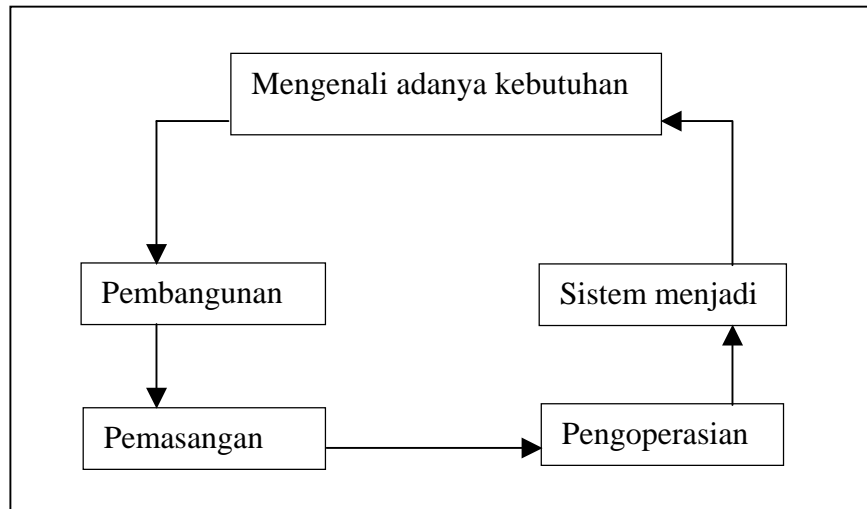 Mengenali adanya kebutuhan
Pembangunan
Sistem menjadi
Pemasangan
Pengoperasian